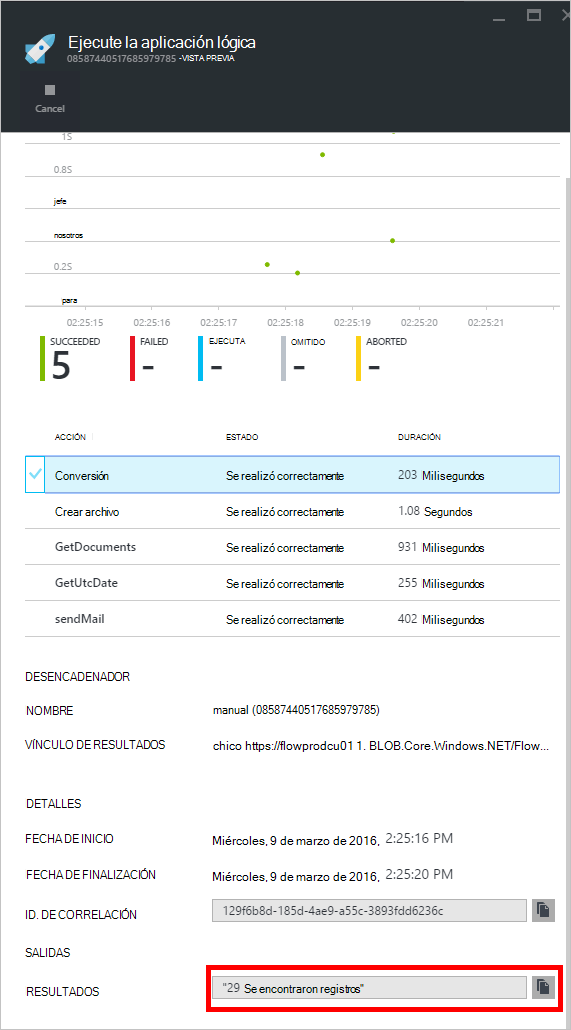 Ejecute la aplicación lógica
08587440517685979785 -VISTA PREVIA
Cancel
1S
0.8S
jefe
nosotros
0.2S
para
02:25:15 02:25:16 02:25:17 02:25:18 02:25:19 02:25:20 02:25:21
SUCCEEDED FAILED EJECUTA OMITIDO ABORTED
5 - - - -
ACCIÓN ESTADO DURACIÓN
Conversión Se realizó correctamente 203 Milisegundos
Crear archivo Se realizó correctamente 1.08 Segundos
GetDocuments Se realizó correctamente 931 Milisegundos
GetUtcDate Se realizó correctamente 255 Milisegundos
sendMail Se realizó correctamente 402 Milisegundos
DESENCADENADOR
NOMBRE manual (08587440517685979785)
VÍNCULO DE RESULTADOS chico https://flowprodcu01 1. BLOB.Core.Windows.NET/Flow...
DETALLES
FECHA DE INICIO Miércoles, 9 de marzo de 2016, 2:25:16 PM
FECHA DE FINALIZACIÓN Miércoles, 9 de marzo de 2016, 2:25:20 PM
ID. DE CORRELACIÓN 129f6b8d-185d-4ae9-a55c-3893fdd6236c
SALIDAS
RESULTADOS "29 Se encontraron registros"